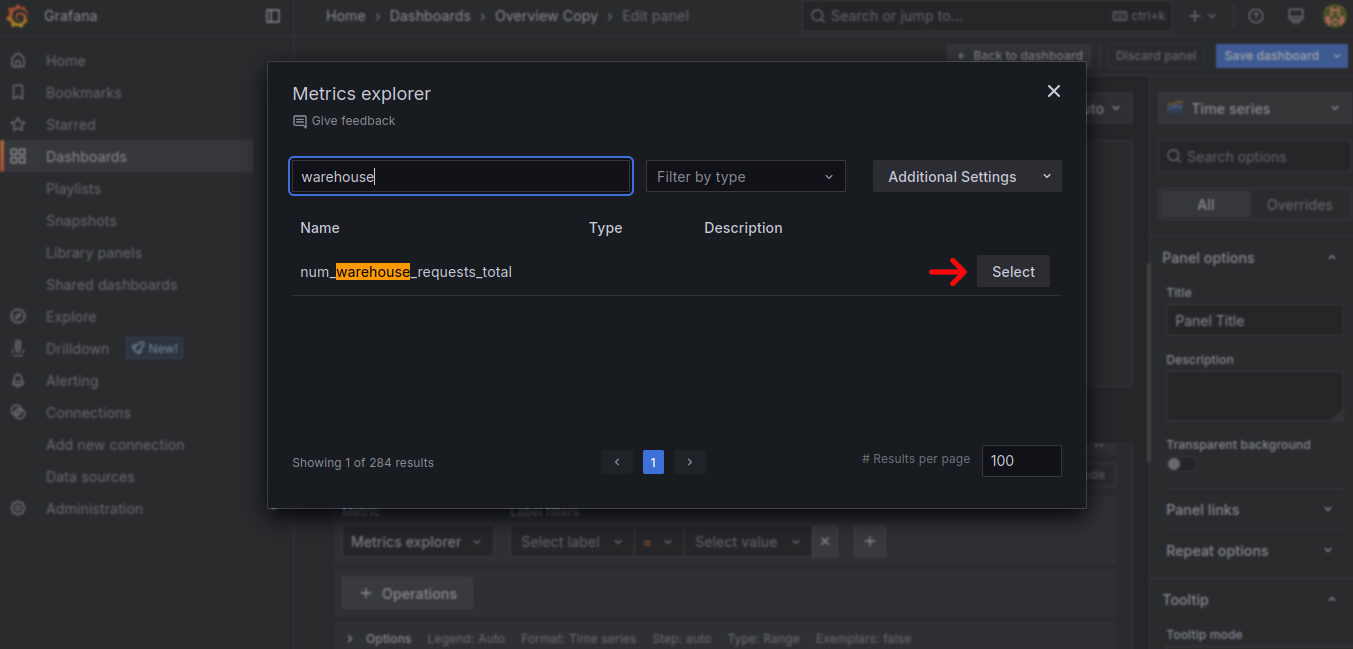 Grafana
Home › Dashboards › Overview Copy › Edit panel
Search or jump to...
ctrl+k
Back to dashboard
Discard panel
Save dashboard
Home
Bookmarks
Starred
Dashboards
Playlists
Snapshots
Library panels
Shared dashboards
Explore
Drilldown
New!
Alerting
Connections
Add new connection
Data sources
Administration
Metrics explorer
Give feedback
warehouse
Filter by type
Additional Settings
Name Type Description
num_warehouse_requests_total
Select
Showing 1 of 284 results
1
# Results per page
100
Metric
Label filters
Metrics explorer
Select label
=
Select value
+ Operations
Options Legend: Auto Format: Time series Step: auto Type: Range Exemplars: false
Time series
Search options
All
Overrides
Panel options
Title
Panel Title
Description
Transparent background
Panel links
Repeat options
Tooltip
Tooltip mode